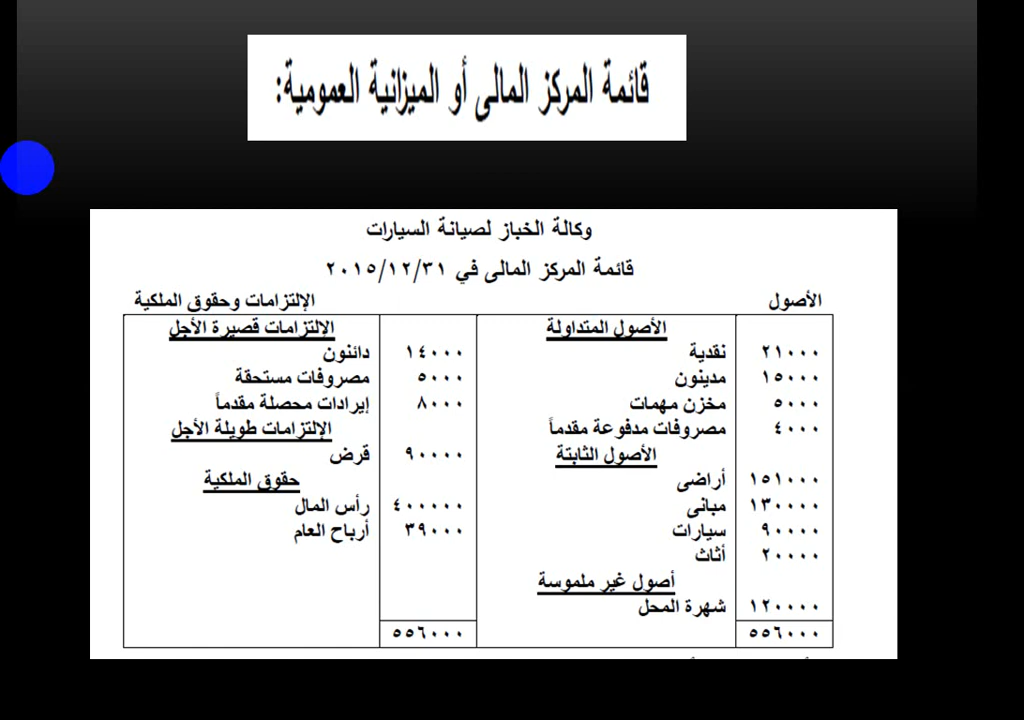 قائمة المركز المالى أو الميزانية العمومية:
وكالة الخباز لصيانة السيارات
قائمة المركز المالى في ٢٠١٥/١٢/٣١
الأصول الإلتزامات وحقوق الملكية
الأصول المتداولة الإلتزامات قصيرة الأجل
٢١٠٠٠ نقدية ١٤٠٠٠ دائنون
١٥٠٠٠ مدينون ٥٠٠٠ مصروفات مستحقة
٥٠٠٠ مخزن مهمات ٨٠٠٠ إيرادات محصلة مقدماً
٤٠٠٠ مصروفات مدفوعة مقدماً الإلتزامات طويلة الأجل
الأصول الثابتة ٩٠٠٠٠ قرض
١٥١٠٠٠ أراضى حقوق الملكية
١٣٠٠٠٠ مبانى ٤٠٠٠٠٠ رأس المال
٩٠٠٠٠ سيارات ٣٩٠٠٠ أرباح العام
٢٠٠٠٠ أثاث
أصول غير ملموسة
١٢٠٠٠٠ شهرة المحل
٥٥٦٠٠٠ ٥٥٦٠٠٠